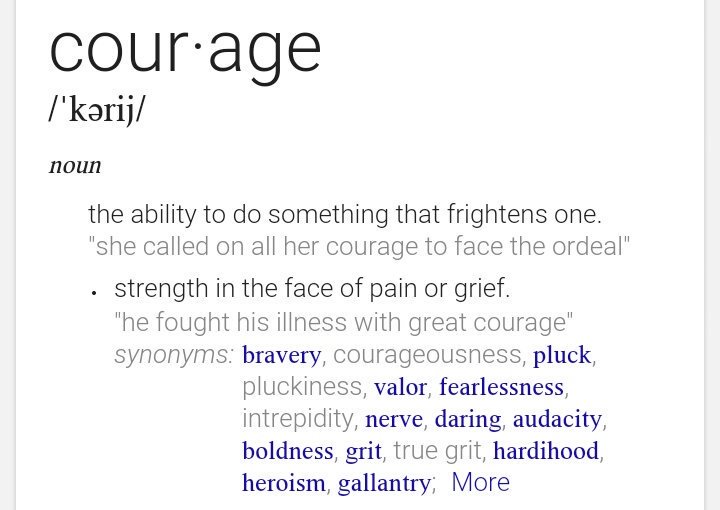 cour·age
/ˈkərij/
noun
the ability to do something that frightens one.
"she called on all her courage to face the ordeal"
• strength in the face of pain or grief.
"he fought his illness with great courage"
synonyms: bravery, courageousness, pluck,
pluckiness, valor, fearlessness,
intrepidity, nerve, daring, audacity,
boldness, grit, true grit, hardihood,
heroism, gallantry; More